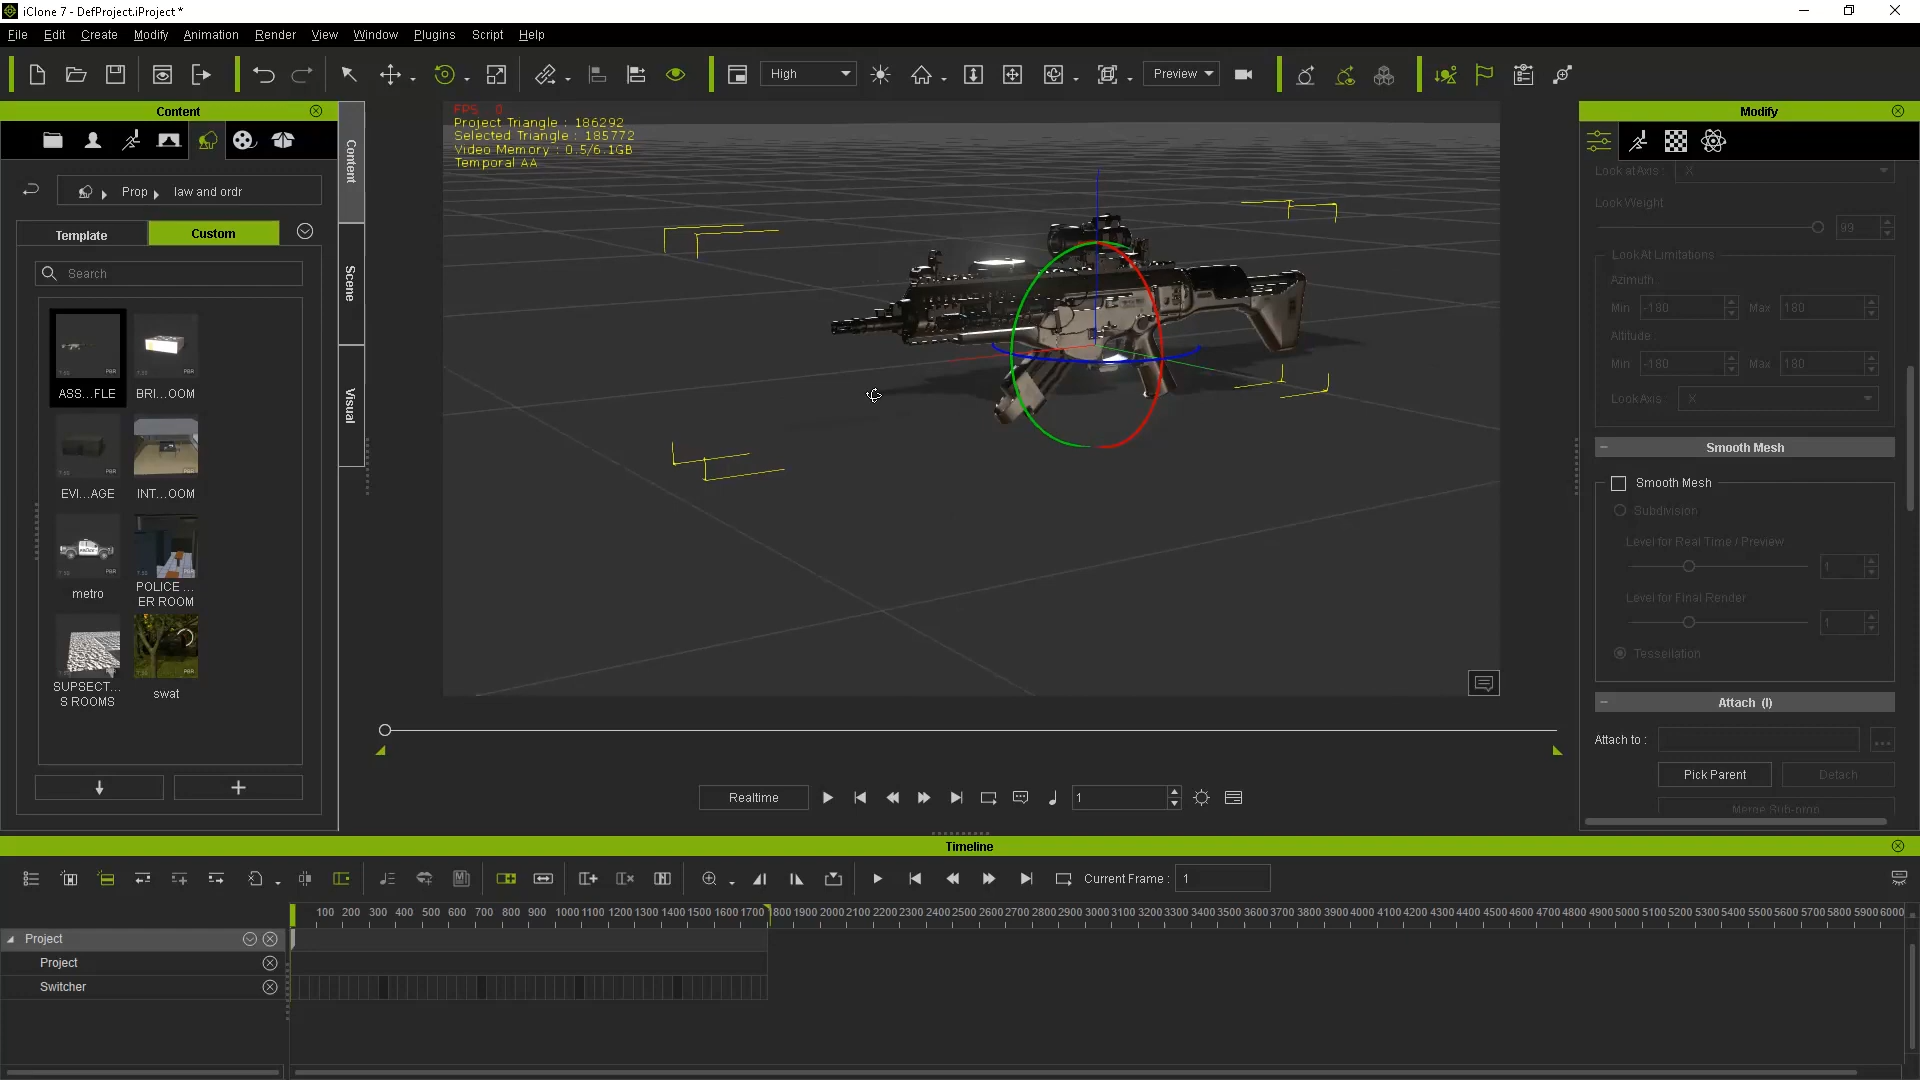 iClone 7 - DefProject.iProject *
File Edit Create Modify Animation Render View Window Plugins Script Help
High
Preview
Content
Prop law and ordr
Template Custom
Search
ASS...FLE BRI...OOM
EVI...AGE INT...OOM
metro POLICE ...
ER ROOM
SUPSECT...
S ROOMS
swat
Content
Scene
Visual
FPS 0
Project Triangle : 186292
Selected Triangle : 185772
Video Memory : 0.5/6.1GB
Temporal AA
Modify
Look at Axis : X
Look Weight
99
Look At Limitations
Azimuth :
Min -180 Max 180
Altitude :
Min -180 Max 180
Look Axis : X
Smooth Mesh
Smooth Mesh
Subdivision
Level for Real Time / Preview
1
Level for Final Render
1
Tessellation
Attach (I)
Attach to : ...
Pick Parent Detach
Merge Sub-prop
Realtime 1
Timeline
Current Frame : 1
100 200 300 400 500 600 700 800 900 1000 1100 1200 1300 1400 1500 1600 1700 1800 1900 2000 2100 2200 2300 2400 2500 2600 2700 2800 2900 3000 3100 3200 3300 3400 3500 3600 3700 3800 3900 4000 4100 4200 4300 4400 4500 4600 4700 4800 4900 5000 5100 5200 5300 5400 5500 5600 5700 5800 5900 6000
Project
Project
Switcher